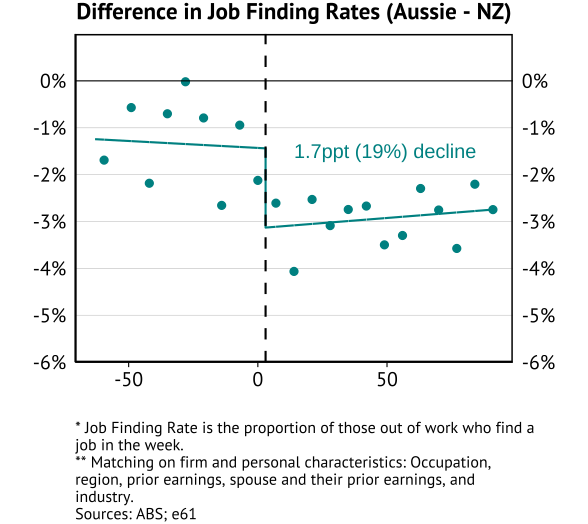 Difference in Job Finding Rates (Aussie - NZ)
0% 0%
-1% -1%
1.7ppt (19%) decline
-2% -2%
-3% -3%
-4% -4%
-5% -5%
-6% -6%
-50 0 50
* Job Finding Rate is the proportion of those out of work who find a
job in the week.
** Matching on firm and personal characteristics: Occupation,
region, prior earnings, spouse and their prior earnings, and
industry.
Sources: ABS; e61